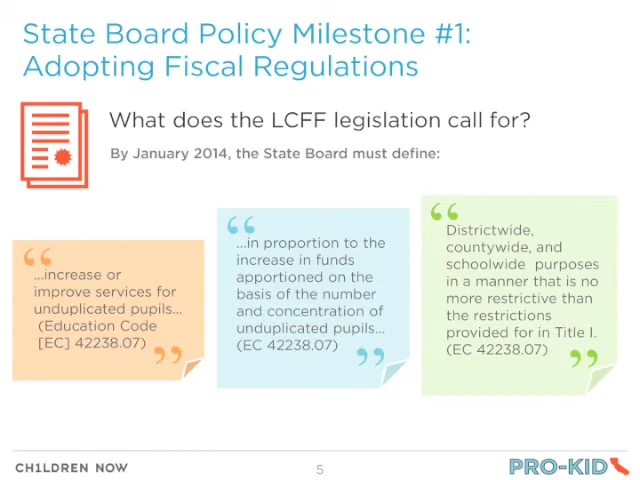 State Board Policy Milestone #1:
Adopting Fiscal Regulations
What does the LCFF legislation call for?
By January 2014, the State Board must define:
“
…increase or
improve services for
unduplicated pupils…
(Education Code
[EC] 42238.07)
”
“
…in proportion to the
increase in funds
apportioned on the
basis of the number
and concentration of
unduplicated pupils…
(EC 42238.07)
”
“
Districtwide,
countywide, and
schoolwide purposes
in a manner that is no
more restrictive than
the restrictions
provided for in Title I.
(EC 42238.07)
”
CH1LDREN NOW
5
PRO-KID